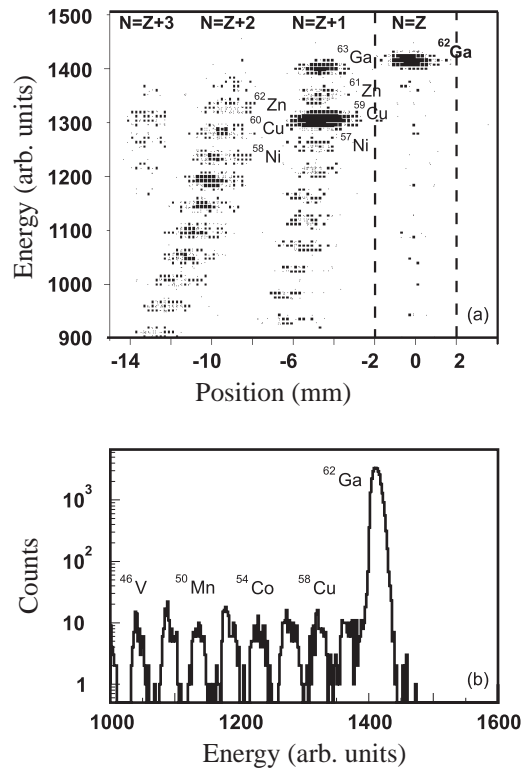 N=Z+3 N=Z+2 N=Z+1 N=Z
1500
1400
1300
1200
1100
1000
900
Energy (arb. units)
⁶²Ga
⁶³Ga
⁶¹Zn
⁶²Zn
⁵⁹Cu
⁶⁰Cu
⁵⁷Ni
⁵⁸Ni
(a)
-14 -10 -6 -2 0 2
Position (mm)
10³
10²
10
1
Counts
⁶²Ga
⁴⁶V ⁵⁰Mn ⁵⁴Co ⁵⁸Cu
(b)
1000 1200 1400 1600
Energy (arb. units)